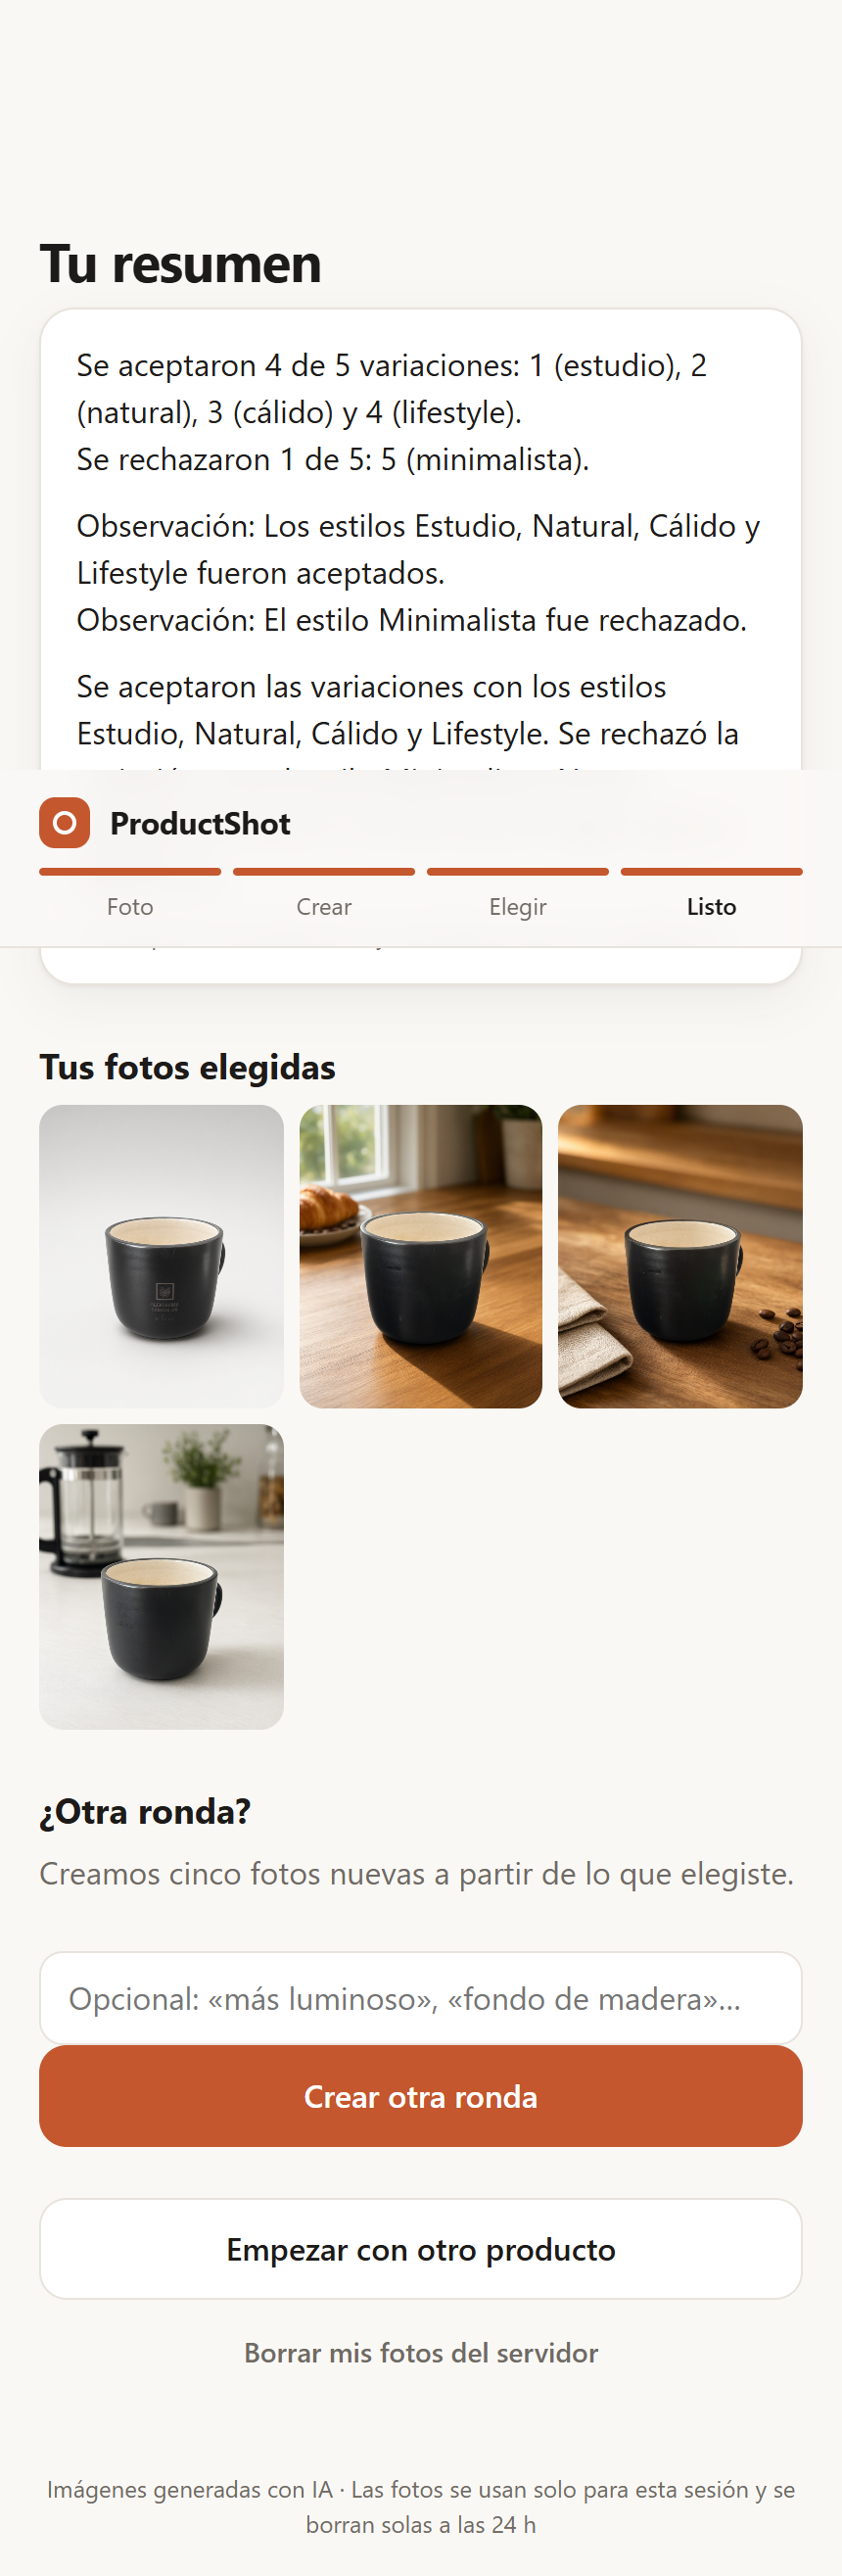 Tu resumen
Se aceptaron 4 de 5 variaciones: 1 (estudio), 2
(natural), 3 (cálido) y 4 (lifestyle).
Se rechazaron 1 de 5: 5 (minimalista).
Observación: Los estilos Estudio, Natural, Cálido y
Lifestyle fueron aceptados.
Observación: El estilo Minimalista fue rechazado.
Se aceptaron las variaciones con los estilos
Estudio, Natural, Cálido y Lifestyle. Se rechazó la
ProductShot
Foto
Crear
Elegir
Listo
Tus fotos elegidas
¿Otra ronda?
Creamos cinco fotos nuevas a partir de lo que elegiste.
Opcional: «más luminoso», «fondo de madera»...
Crear otra ronda
Empezar con otro producto
Borrar mis fotos del servidor
Imágenes generadas con IA · Las fotos se usan solo para esta sesión y se
borran solas a las 24 h